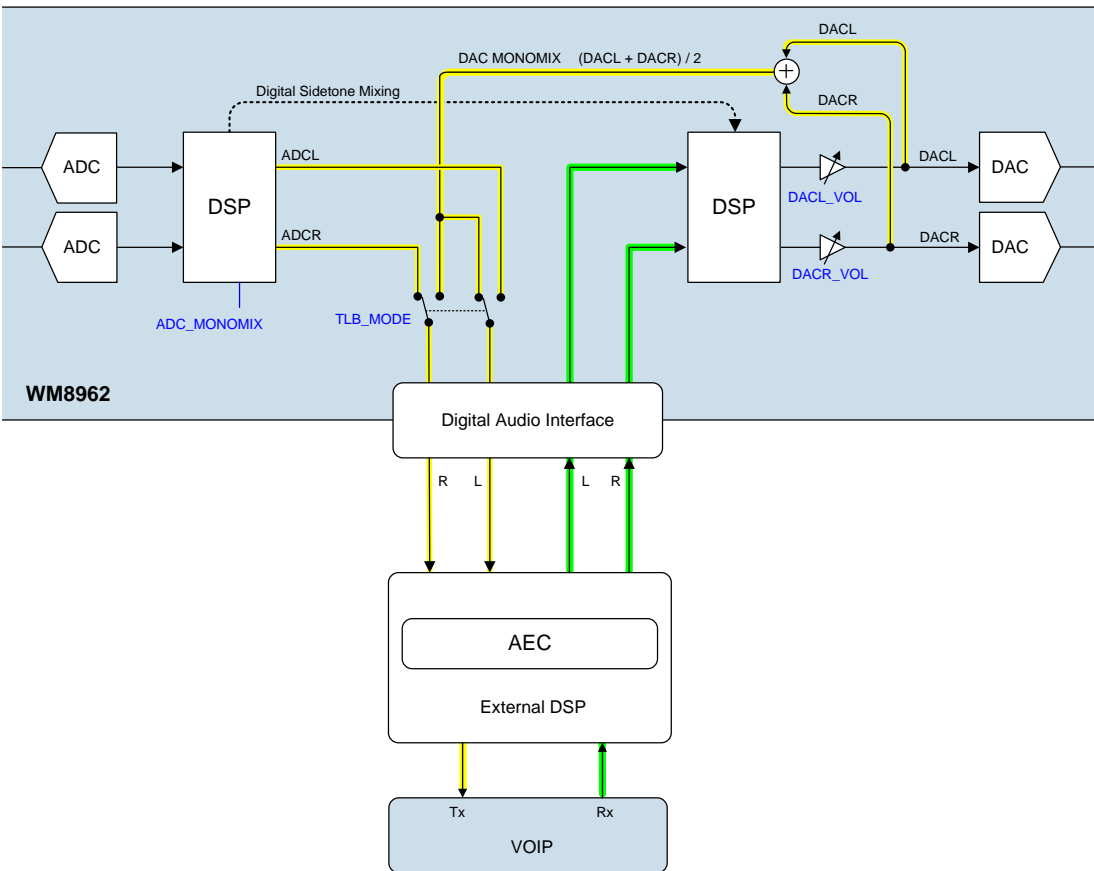 DACL
DAC MONOMIX (DACL + DACR) / 2
+
Digital Sidetone Mixing
DACR
ADC
DSP
ADCL
DSP
DACL
DAC
DACL_VOL
ADC
ADCR
DACR
DAC
DACR_VOL
ADC_MONOMIX
TLB_MODE
WM8962
Digital Audio Interface
R L L R
AEC
External DSP
Tx Rx
VOIP